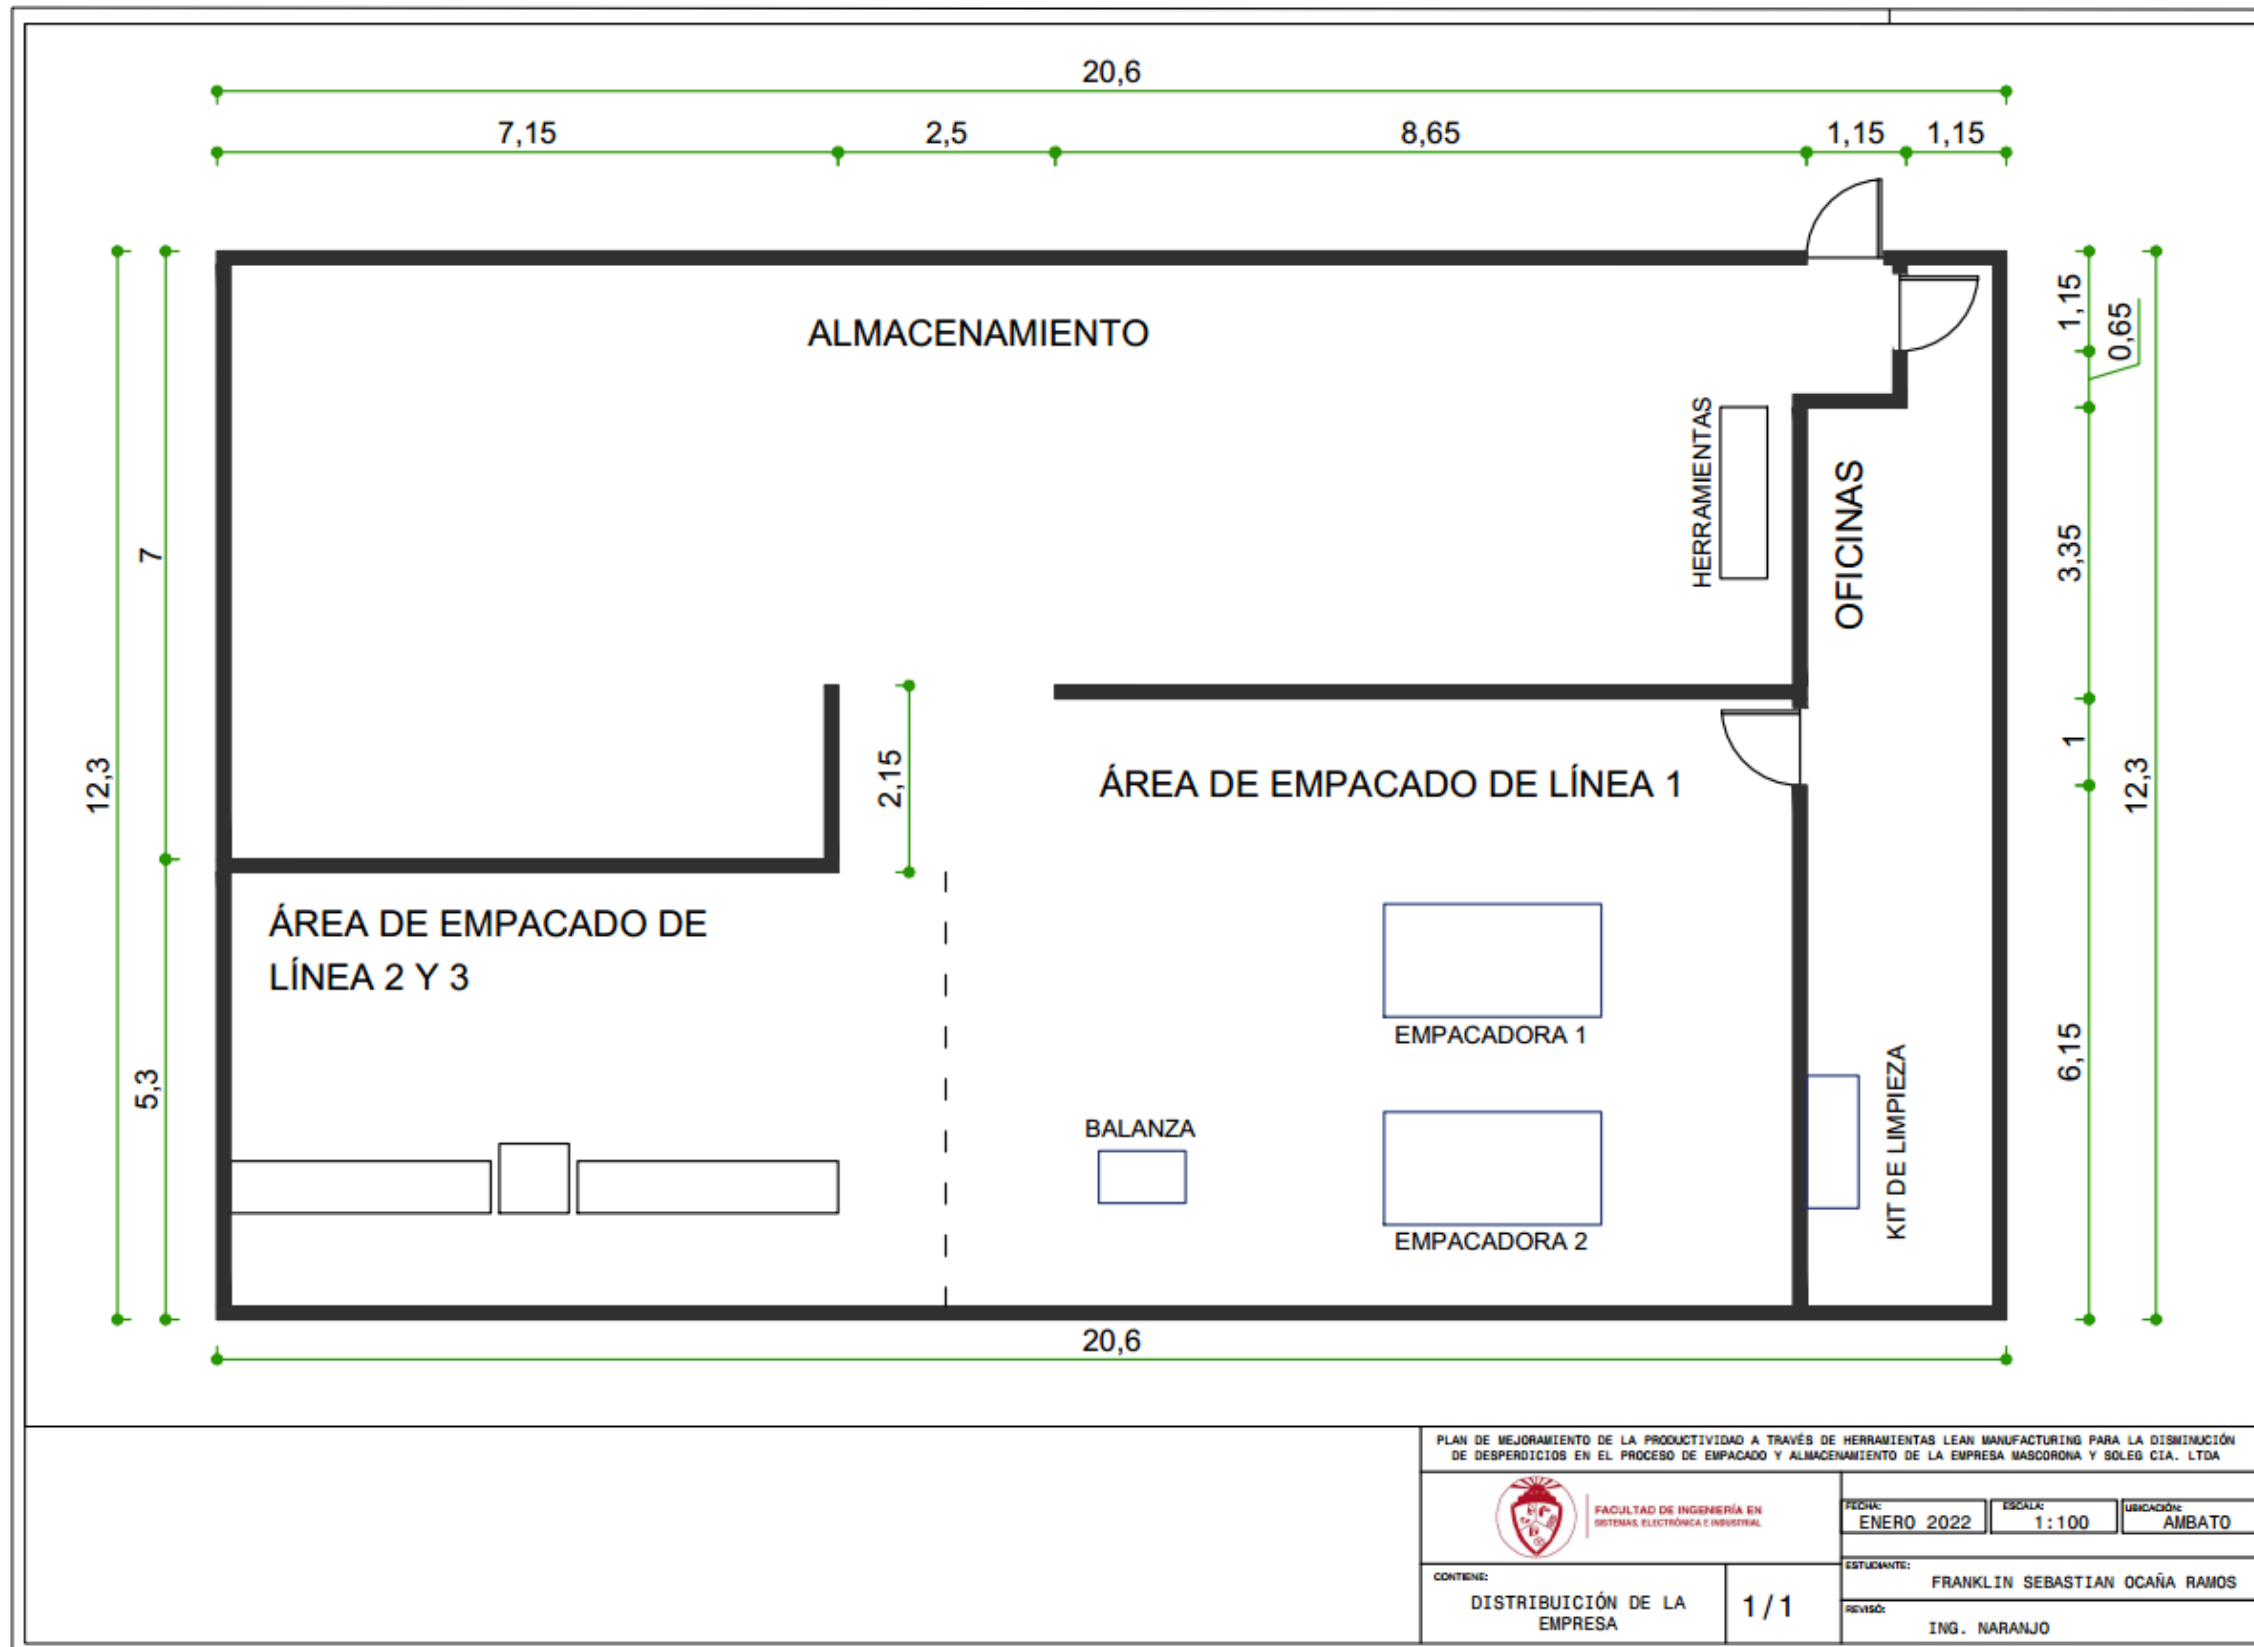 20,6
7,15
2,5
8,65
1,15
1,15
ALMACENAMIENTO
1,15
0,65
HERRAMIENTAS
OFICINAS
3,35
7
12,3
2,15
ÁREA DE EMPACADO DE LÍNEA 1
1
12,3
ÁREA DE EMPACADO DE
LÍNEA 2 Y 3
EMPACADORA 1
5,3
6,15
BALANZA
KIT DE LIMPIEZA
EMPACADORA 2
20,6
PLAN DE MEJORAMIENTO DE LA PRODUCTIVIDAD A TRAVÉS DE HERRAMIENTAS LEAN MANUFACTURING PARA LA DISMINUCIÓN
DE DESPERDICIOS EN EL PROCESO DE EMPACADO Y ALMACENAMIENTO DE LA EMPRESA MASCORONA Y SOLEG CIA. LTDA
FACULTAD DE INGENIERÍA EN
SISTEMAS, ELECTRÓNICA E INDUSTRIAL
FECHA:
ENERO 2022
ESCALA:
1:100
UBICACIÓN:
AMBATO
CONTIENE:
DISTRIBUICIÓN DE LA
EMPRESA
1/1
ESTUDIANTE:
FRANKLIN SEBASTIAN OCAÑA RAMOS
REVISÓ:
ING. NARANJO